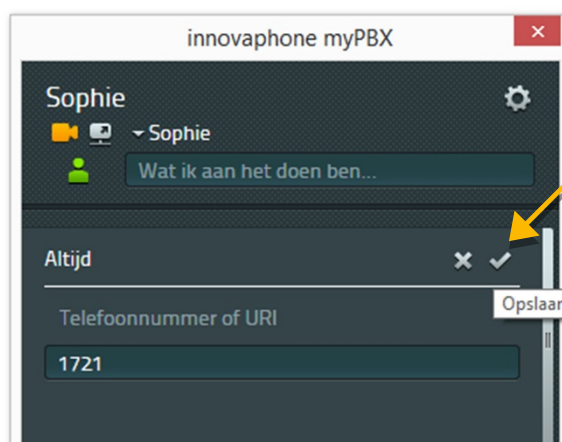 innovaphone myPBX
Sophie
Sophie
Wat ik aan het doen ben...
Altijd
Opslaan
Telefoonnummer of URI
1721